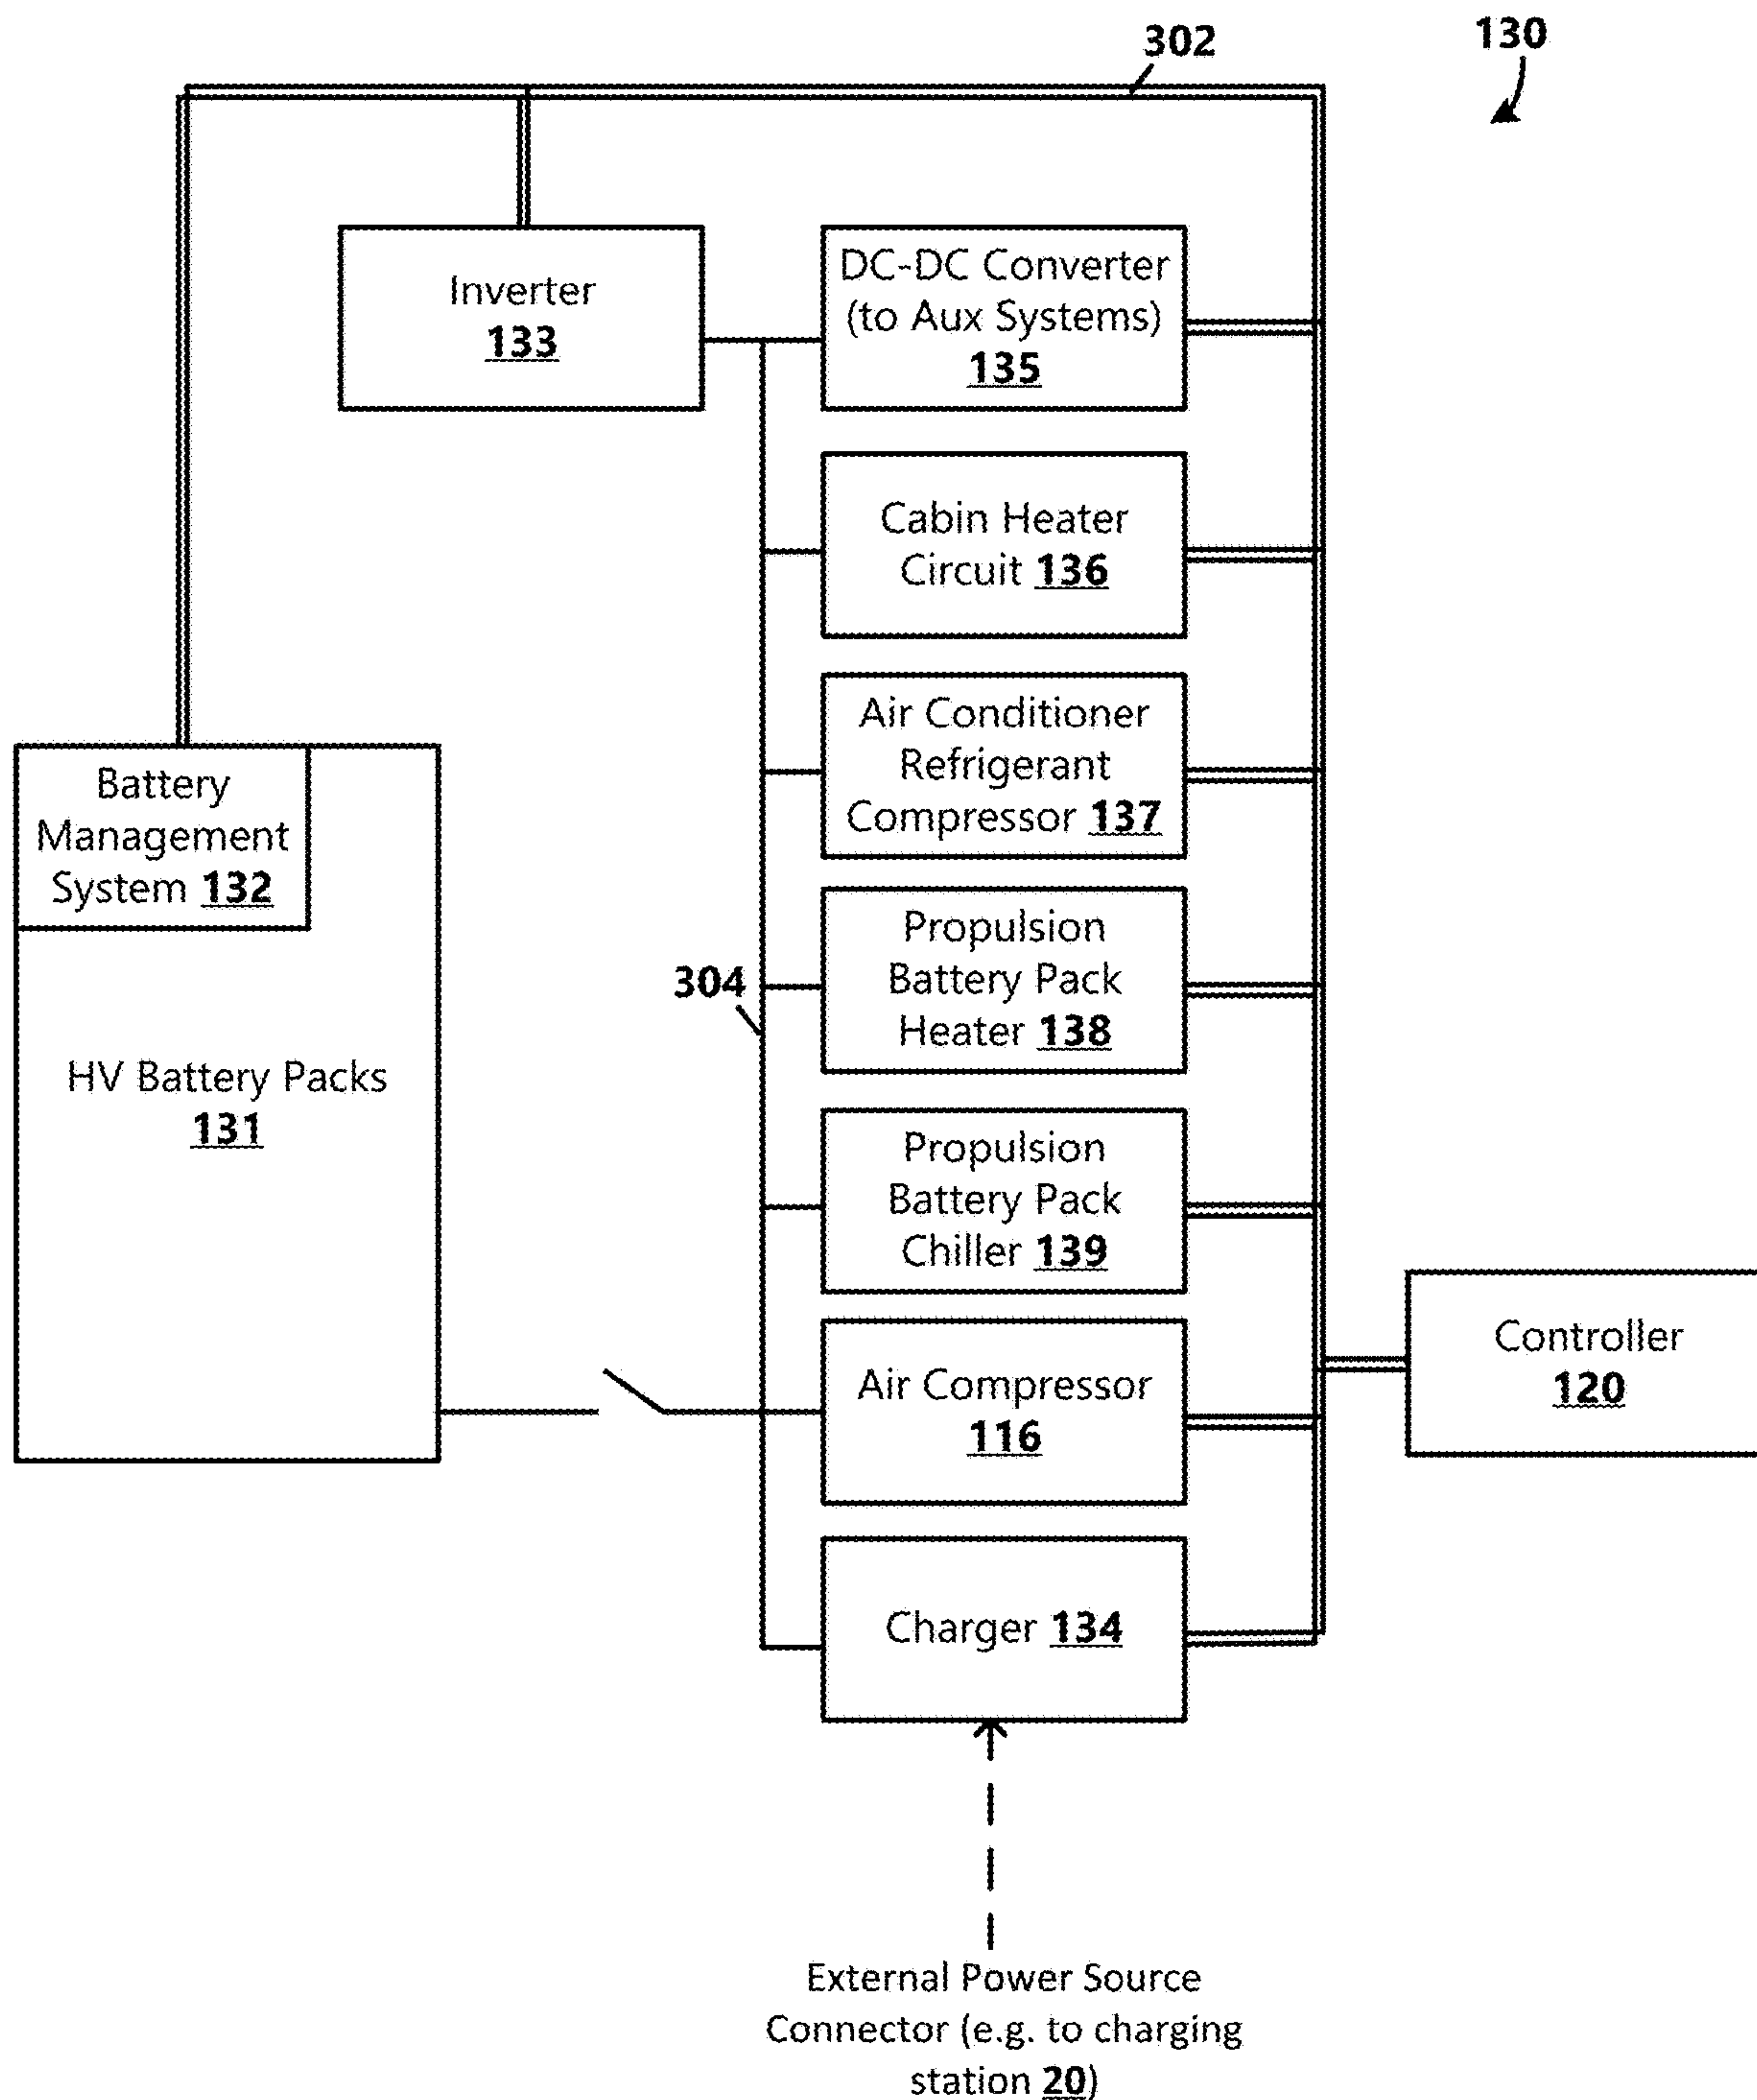 302
130
Inverter
133
DC-DC Converter
(to Aux Systems)
135
Cabin Heater
Circuit 136
Air Conditioner
Refrigerant
Compressor 137
Battery
Management
System 132
Propulsion
Battery Pack
Heater 138
304
HV Battery Packs
131
Propulsion
Battery Pack
Chiller 139
Controller
120
Air Compressor
116
Charger 134
External Power Source
Connector (e.g. to charging
station 20)